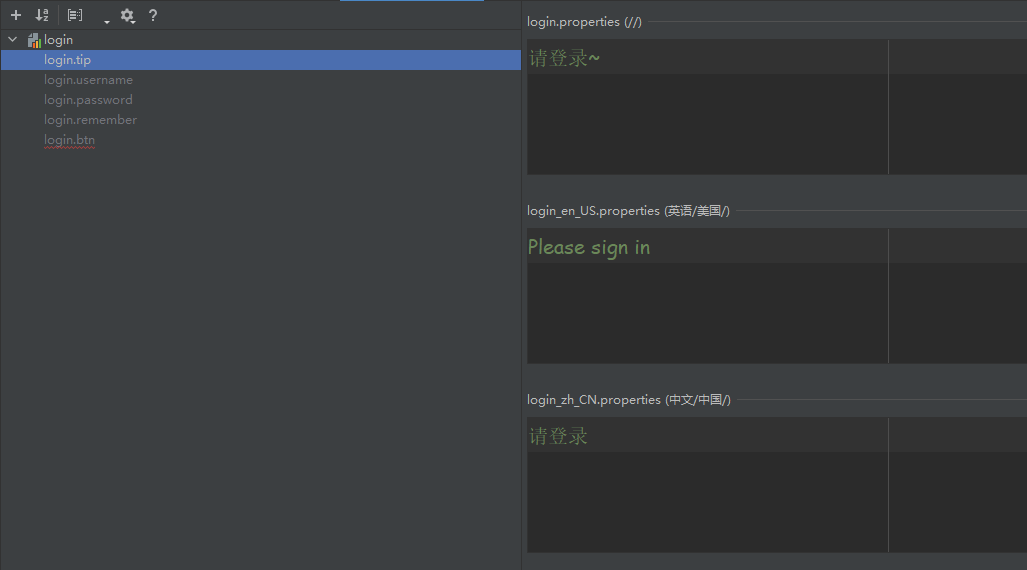 login
login.tip
login.username
login.password
login.remember
login.btn
login.properties (//)
请登录~
login_en_US.properties (英语/美国/)
Please sign in
login_zh_CN.properties (中文/中国/)
请登录